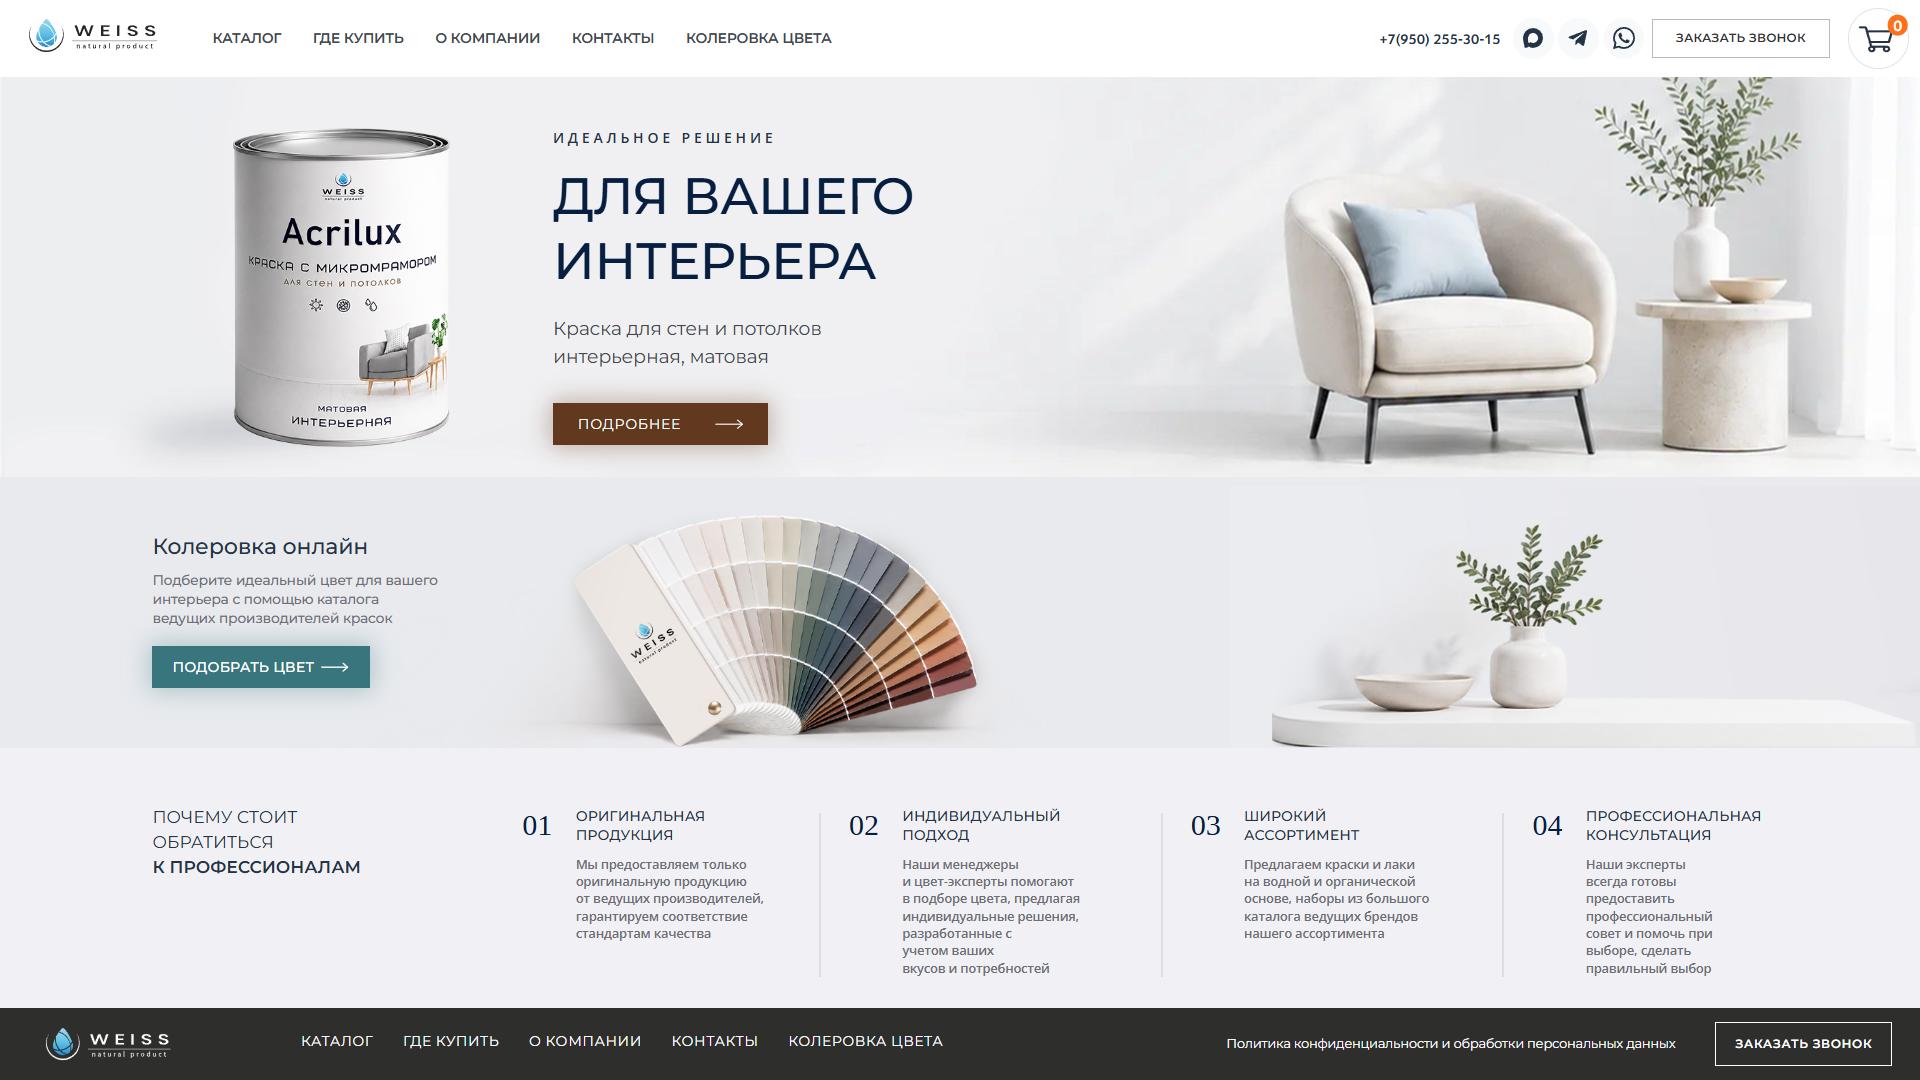 WEISS
natural product
КАТАЛОГ
ГДЕ КУПИТЬ
О КОМПАНИИ
КОНТАКТЫ
КОЛЕРОВКА ЦВЕТА
+7(950) 255-30-15
ЗАКАЗАТЬ ЗВОНОК
0
WEISS
natural product
Acrilux
КРАСКА С МИКРОМРАМОРОМ
ДЛЯ СТЕН И ПОТОЛКОВ
МАТОВАЯ
ИНТЕРЬЕРНАЯ
ИДЕАЛЬНОЕ РЕШЕНИЕ
ДЛЯ ВАШЕГО
ИНТЕРЬЕРА
Краска для стен и потолков
интерьерная, матовая
ПОДРОБНЕЕ
Колеровка онлайн
Подберите идеальный цвет для вашего
интерьера с помощью каталога
ведущих производителей красок
ПОДОБРАТЬ ЦВЕТ
WEISS
natural product
ПОЧЕМУ СТОИТ
ОБРАТИТЬСЯ
К ПРОФЕССИОНАЛАМ
01
ОРИГИНАЛЬНАЯ
ПРОДУКЦИЯ
Мы предоставляем только
оригинальную продукцию
от ведущих производителей,
гарантируем соответствие
стандартам качества
02
ИНДИВИДУАЛЬНЫЙ
ПОДХОД
Наши менеджеры
и цвет-эксперты помогают
в подборе цвета, предлагая
индивидуальные решения,
разработанные с
учетом ваших
вкусов и потребностей
03
ШИРОКИЙ
АССОРТИМЕНТ
Предлагаем краски и лаки
на водной и органической
основе, наборы из большого
каталога ведущих брендов
нашего ассортимента
04
ПРОФЕССИОНАЛЬНАЯ
КОНСУЛЬТАЦИЯ
Наши эксперты
всегда готовы
предоставить
профессиональный
совет и помочь при
выборе, сделать
правильный выбор
WEISS
natural product
КАТАЛОГ
ГДЕ КУПИТЬ
О КОМПАНИИ
КОНТАКТЫ
КОЛЕРОВКА ЦВЕТА
Политика конфиденциальности и обработки персональных данных
ЗАКАЗАТЬ ЗВОНОК